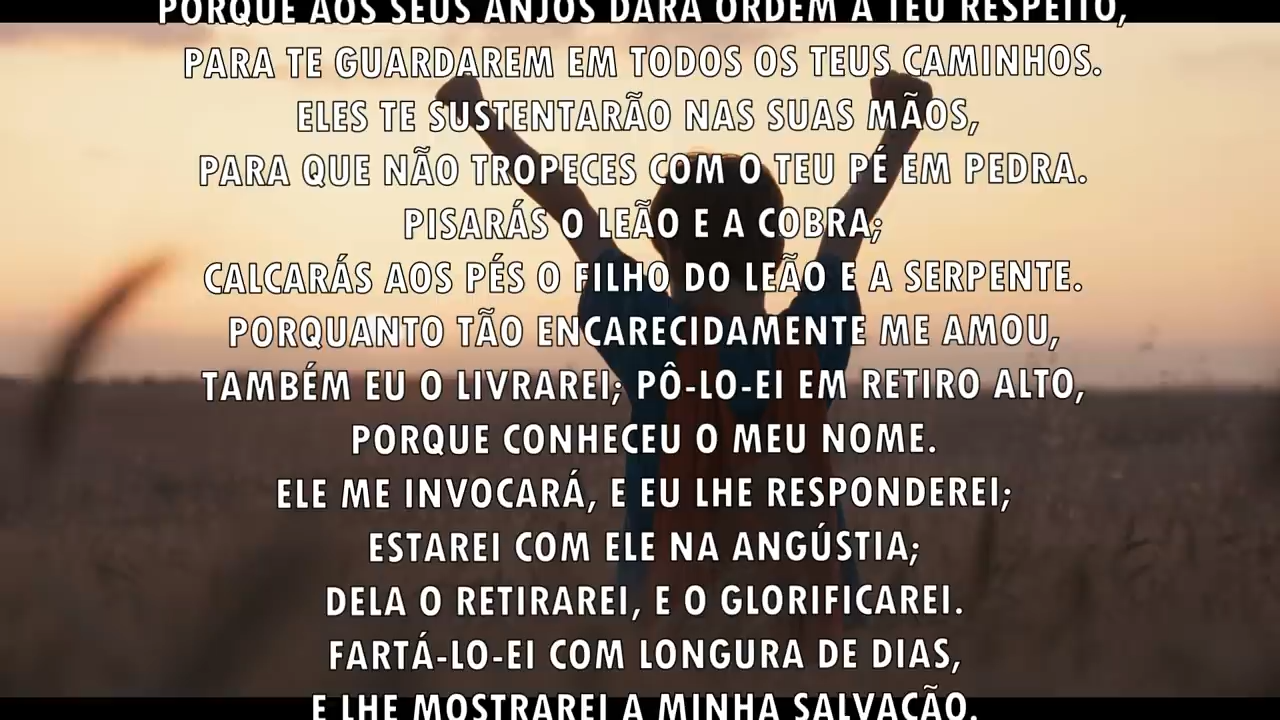 PORQUE AOS SEUS ANJOS DARÁ ORDEM A TEU RESPEITO,
PARA TE GUARDAREM EM TODOS OS TEUS CAMINHOS.
ELES TE SUSTENTARÃO NAS SUAS MÃOS,
PARA QUE NÃO TROPECES COM O TEU PÉ EM PEDRA.
PISARÁS O LEÃO E A COBRA;
CALCARÁS AOS PÉS O FILHO DO LEÃO E A SERPENTE.
PORQUANTO TÃO ENCARECIDAMENTE ME AMOU,
TAMBÉM EU O LIVRAREI; PÔ-LO-EI EM RETIRO ALTO,
PORQUE CONHECEU O MEU NOME.
ELE ME INVOCARÁ, E EU LHE RESPONDEREI;
ESTAREI COM ELE NA ANGÚSTIA;
DELA O RETIRAREI, E O GLORIFICAREI.
FARTÁ-LO-EI COM LONGURA DE DIAS,
E LHE MOSTRAREI A MINHA SALVAÇÃO.